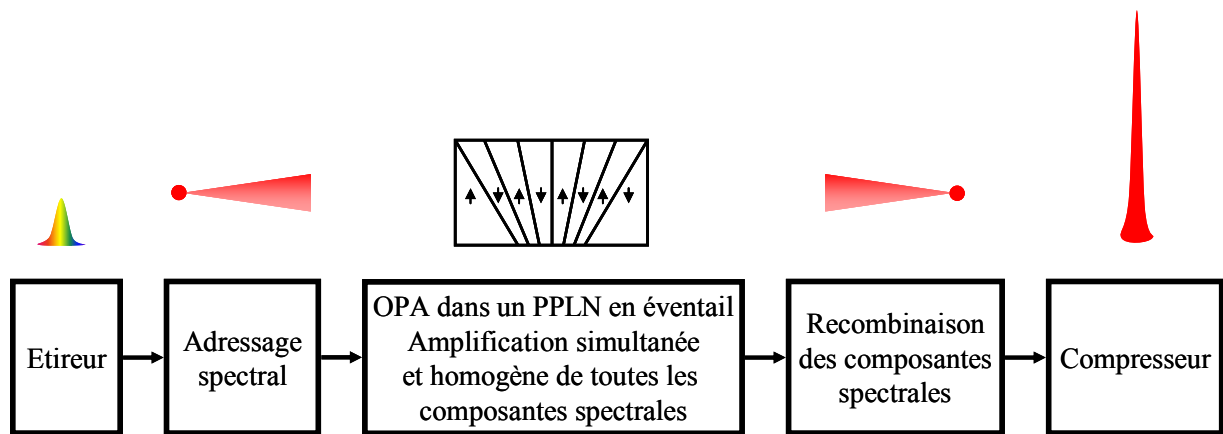 Etireur
Adressage
spectral
OPA dans un PPLN en éventail
Amplification simultanée
et homogène de toutes les
composantes spectrales
Recombinaison
des composantes
spectrales
Compresseur